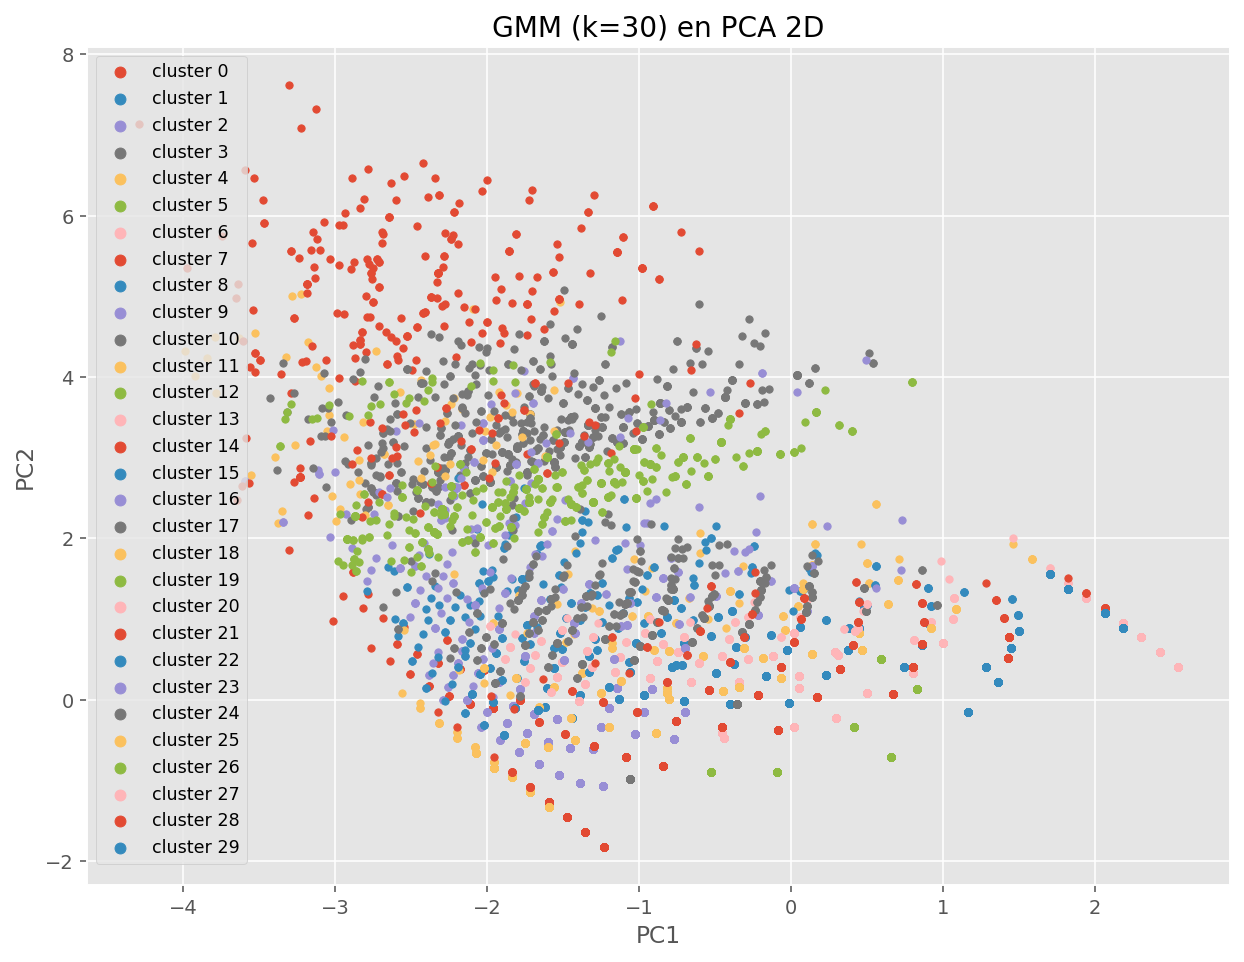 GMM (k=30) en PCA 2D
8
6
4
2
0
−2
PC2
cluster 0
cluster 1
cluster 2
cluster 3
cluster 4
cluster 5
cluster 6
cluster 7
cluster 8
cluster 9
cluster 10
cluster 11
cluster 12
cluster 13
cluster 14
cluster 15
cluster 16
cluster 17
cluster 18
cluster 19
cluster 20
cluster 21
cluster 22
cluster 23
cluster 24
cluster 25
cluster 26
cluster 27
cluster 28
cluster 29
−4 −3 −2 −1 0 1 2
PC1